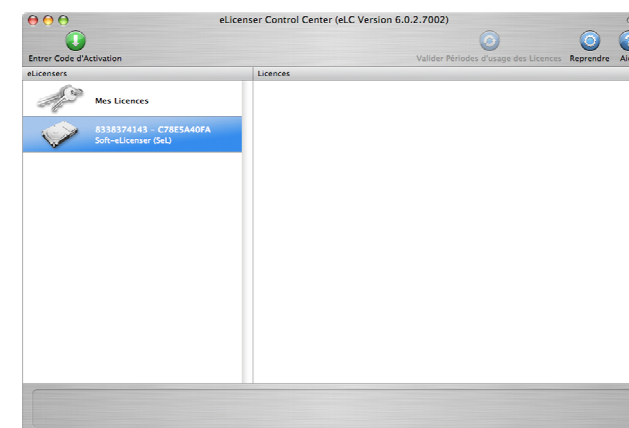 eLicenser Control Center (eLC Version 6.0.2.7002)
Entrer Code d'Activation
Valider Périodes d'usage des Licences
Reprendre
eLicensers
Licences
Mes Licences
8338374143 – C78E5A40FA
Soft-eLicenser (SeL)